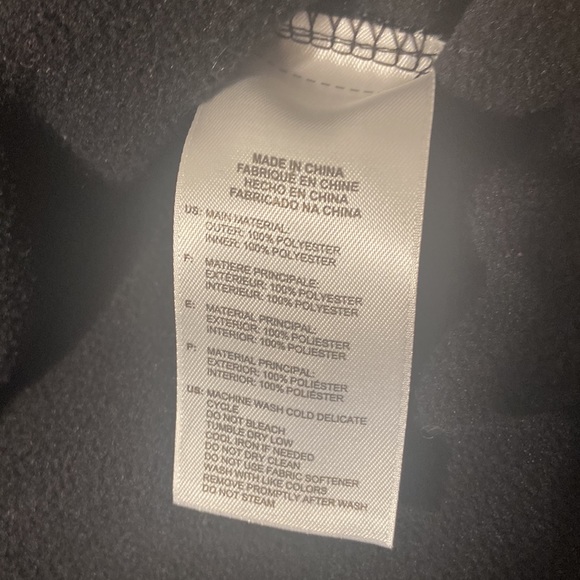 MADE IN CHINA
FABRIQUÉ EN CHINE
HECHO EN CHINA
FABRICADO NA CHINA
US: MAIN MATERIAL:
OUTER: 100% POLYESTER
INNER: 100% POLYESTER
F: MATIERE PRINCIPALE:
EXTERIEUR: 100% POLYESTER
INTERIEUR: 100% POLYESTER
E: MATERIAL PRINCIPAL:
EXTERIOR: 100% POLIÉSTER
INTERIOR: 100% POLIÉSTER
P: MATERIAL PRINCIPAL:
EXTERIOR: 100% POLIÉSTER
INTERIOR: 100% POLIÉSTER
US: MACHINE WASH COLD DELICATE
CYCLE
DO NOT BLEACH
TUMBLE DRY LOW
COOL IRON IF NEEDED
DO NOT DRY CLEAN
DO NOT USE FABRIC SOFTENER
WASH WITH LIKE COLORS
REMOVE PROMPTLY AFTER WASH
DO NOT STEAM